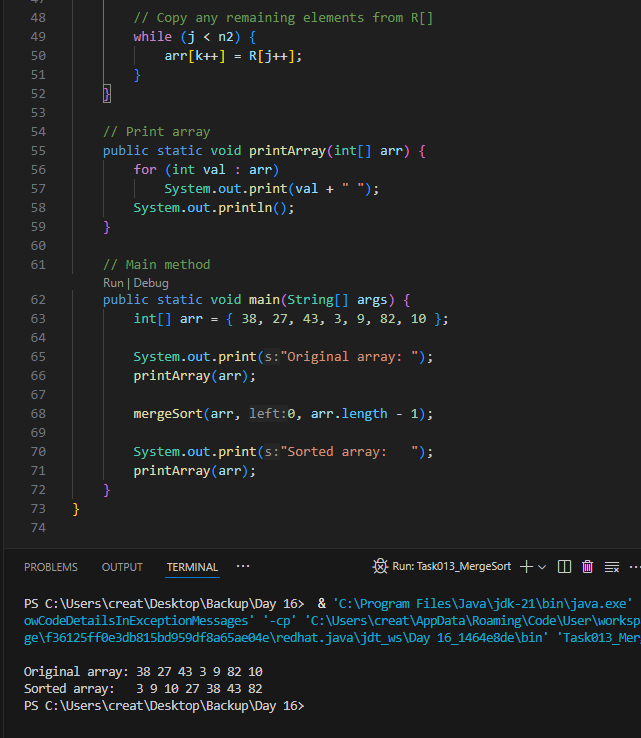 48 // Copy any remaining elements from R[]
49 while (j < n2) {
50 arr[k++] = R[j++];
51 }
52 }
53
54 // Print array
55 public static void printArray(int[] arr) {
56 for (int val : arr)
57 System.out.print(val + " ");
58 System.out.println();
59 }
60
61 // Main method
Run | Debug
62 public static void main(String[] args) {
63 int[] arr = { 38, 27, 43, 3, 9, 82, 10 };
64
65 System.out.print(s:"Original array: ");
66 printArray(arr);
67
68 mergeSort(arr, left:0, arr.length - 1);
69
70 System.out.print(s:"Sorted array:   ");
71 printArray(arr);
72 }
73 }
74
PROBLEMS OUTPUT TERMINAL ··· Run: Task013_MergeSort
PS C:\Users\creat\Desktop\Backup\Day 16>  & 'C:\Program Files\Java\jdk-21\bin\java.exe'
owCodeDetailsInExceptionMessages' '-cp' 'C:\Users\creat\AppData\Roaming\Code\User\worksp
ge\f36125ff0e3db815bd959df8a65ae04e\redhat.java\jdt_ws\Day 16_1464e8de\bin' 'Task013_Mer
Original array: 38 27 43 3 9 82 10
Sorted array:   3 9 10 27 38 43 82
PS C:\Users\creat\Desktop\Backup\Day 16>